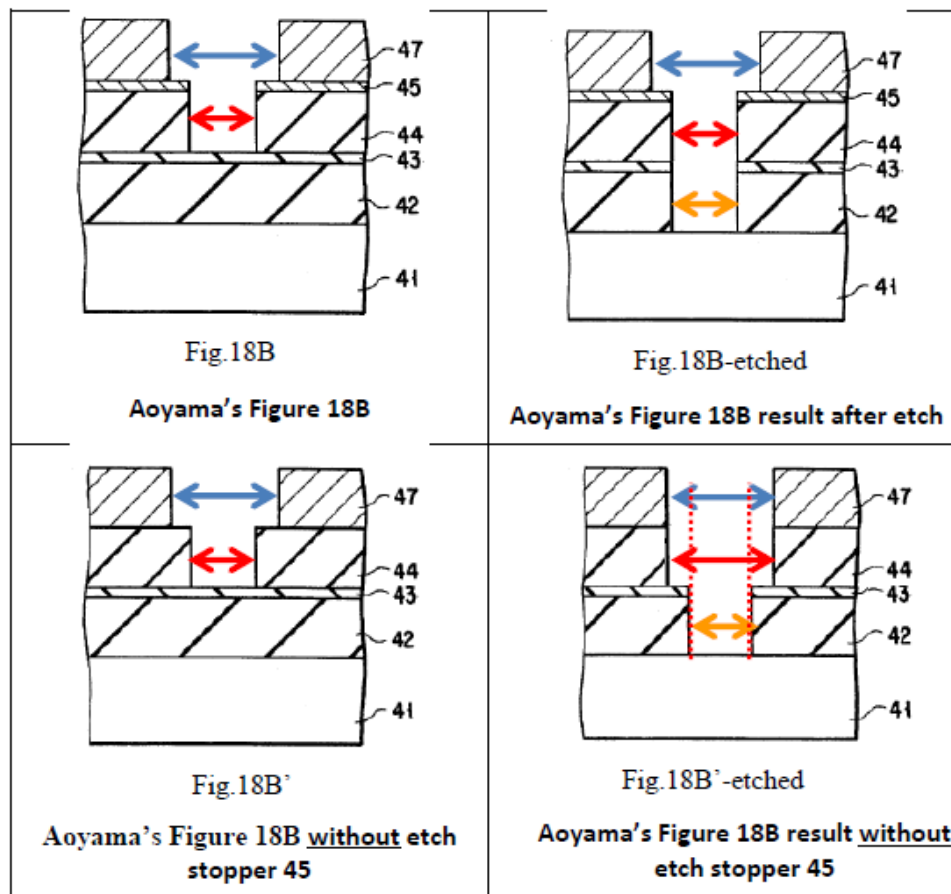 47
45
44
43
42
41
Fig.18B
Aoyama's Figure 18B
47
45
44
43
42
41
Fig.18B-etched
Aoyama's Figure 18B result after etch
47
44
43
42
41
Fig.18B'
Aoyama's Figure 18B without etch
stopper 45
47
44
43
42
41
Fig.18B`-etched
Aoyama's Figure 18B result without
etch stopper 45